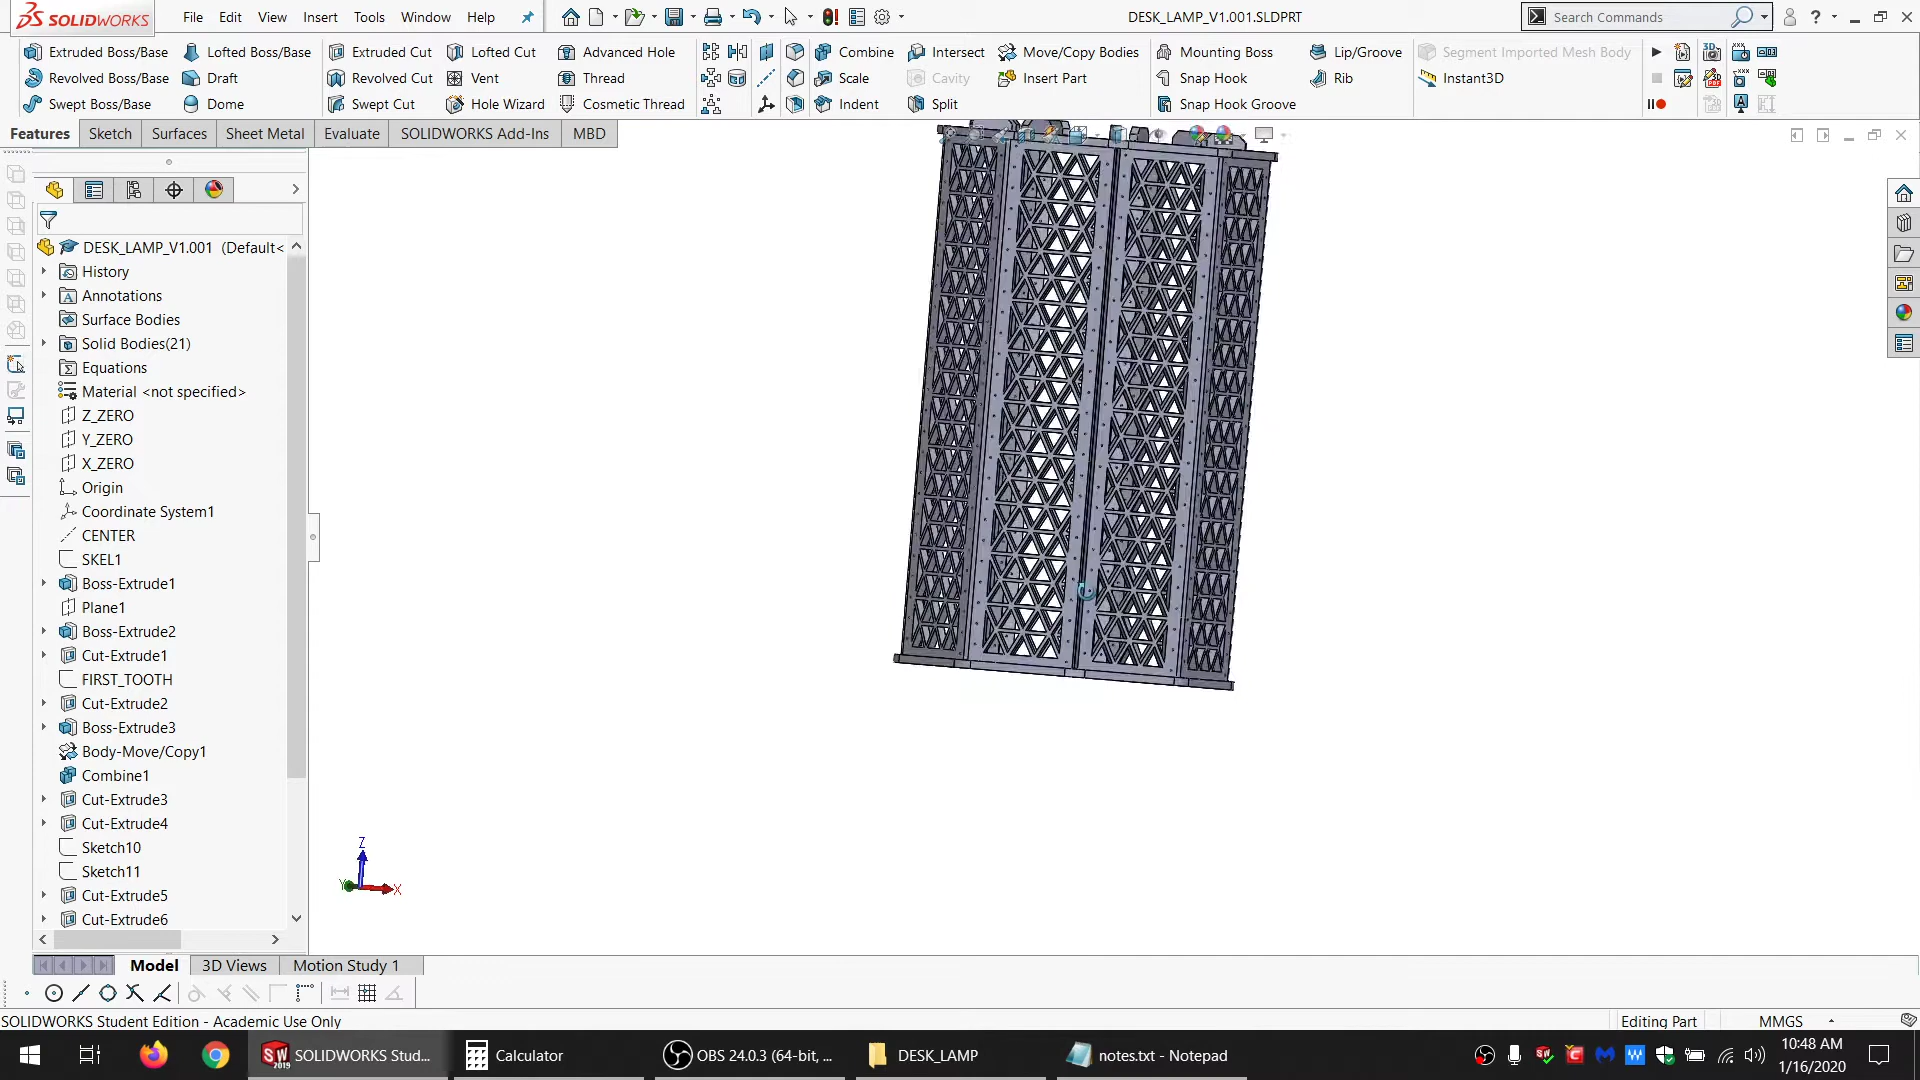 SOLIDWORKS
File Edit View Insert Tools Window Help
DESK_LAMP_V1.001.SLDPRT
Search Commands
Extruded Boss/Base Lofted Boss/Base Extruded Cut Lofted Cut Advanced Hole Combine Intersect Move/Copy Bodies Mounting Boss Lip/Groove Segment Imported Mesh Body
Revolved Boss/Base Draft Revolved Cut Vent Thread Scale Cavity Insert Part Snap Hook Rib Instant3D
Swept Boss/Base Dome Swept Cut Hole Wizard Cosmetic Thread Indent Split Snap Hook Groove
Features Sketch Surfaces Sheet Metal Evaluate SOLIDWORKS Add-Ins MBD
DESK_LAMP_V1.001 (Default<
History
Annotations
Surface Bodies
Solid Bodies(21)
Equations
Material <not specified>
Z_ZERO
Y_ZERO
X_ZERO
Origin
Coordinate System1
CENTER
SKEL1
Boss-Extrude1
Plane1
Boss-Extrude2
Cut-Extrude1
FIRST_TOOTH
Cut-Extrude2
Boss-Extrude3
Body-Move/Copy1
Combine1
Cut-Extrude3
Cut-Extrude4
Sketch10
Sketch11
Cut-Extrude5
Cut-Extrude6
Z
Y X
Model 3D Views Motion Study 1
SOLIDWORKS Student Edition - Academic Use Only
Editing Part MMGS
SOLIDWORKS Stud... Calculator OBS 24.0.3 (64-bit, ... DESK_LAMP notes.txt - Notepad
10:48 AM
1/16/2020